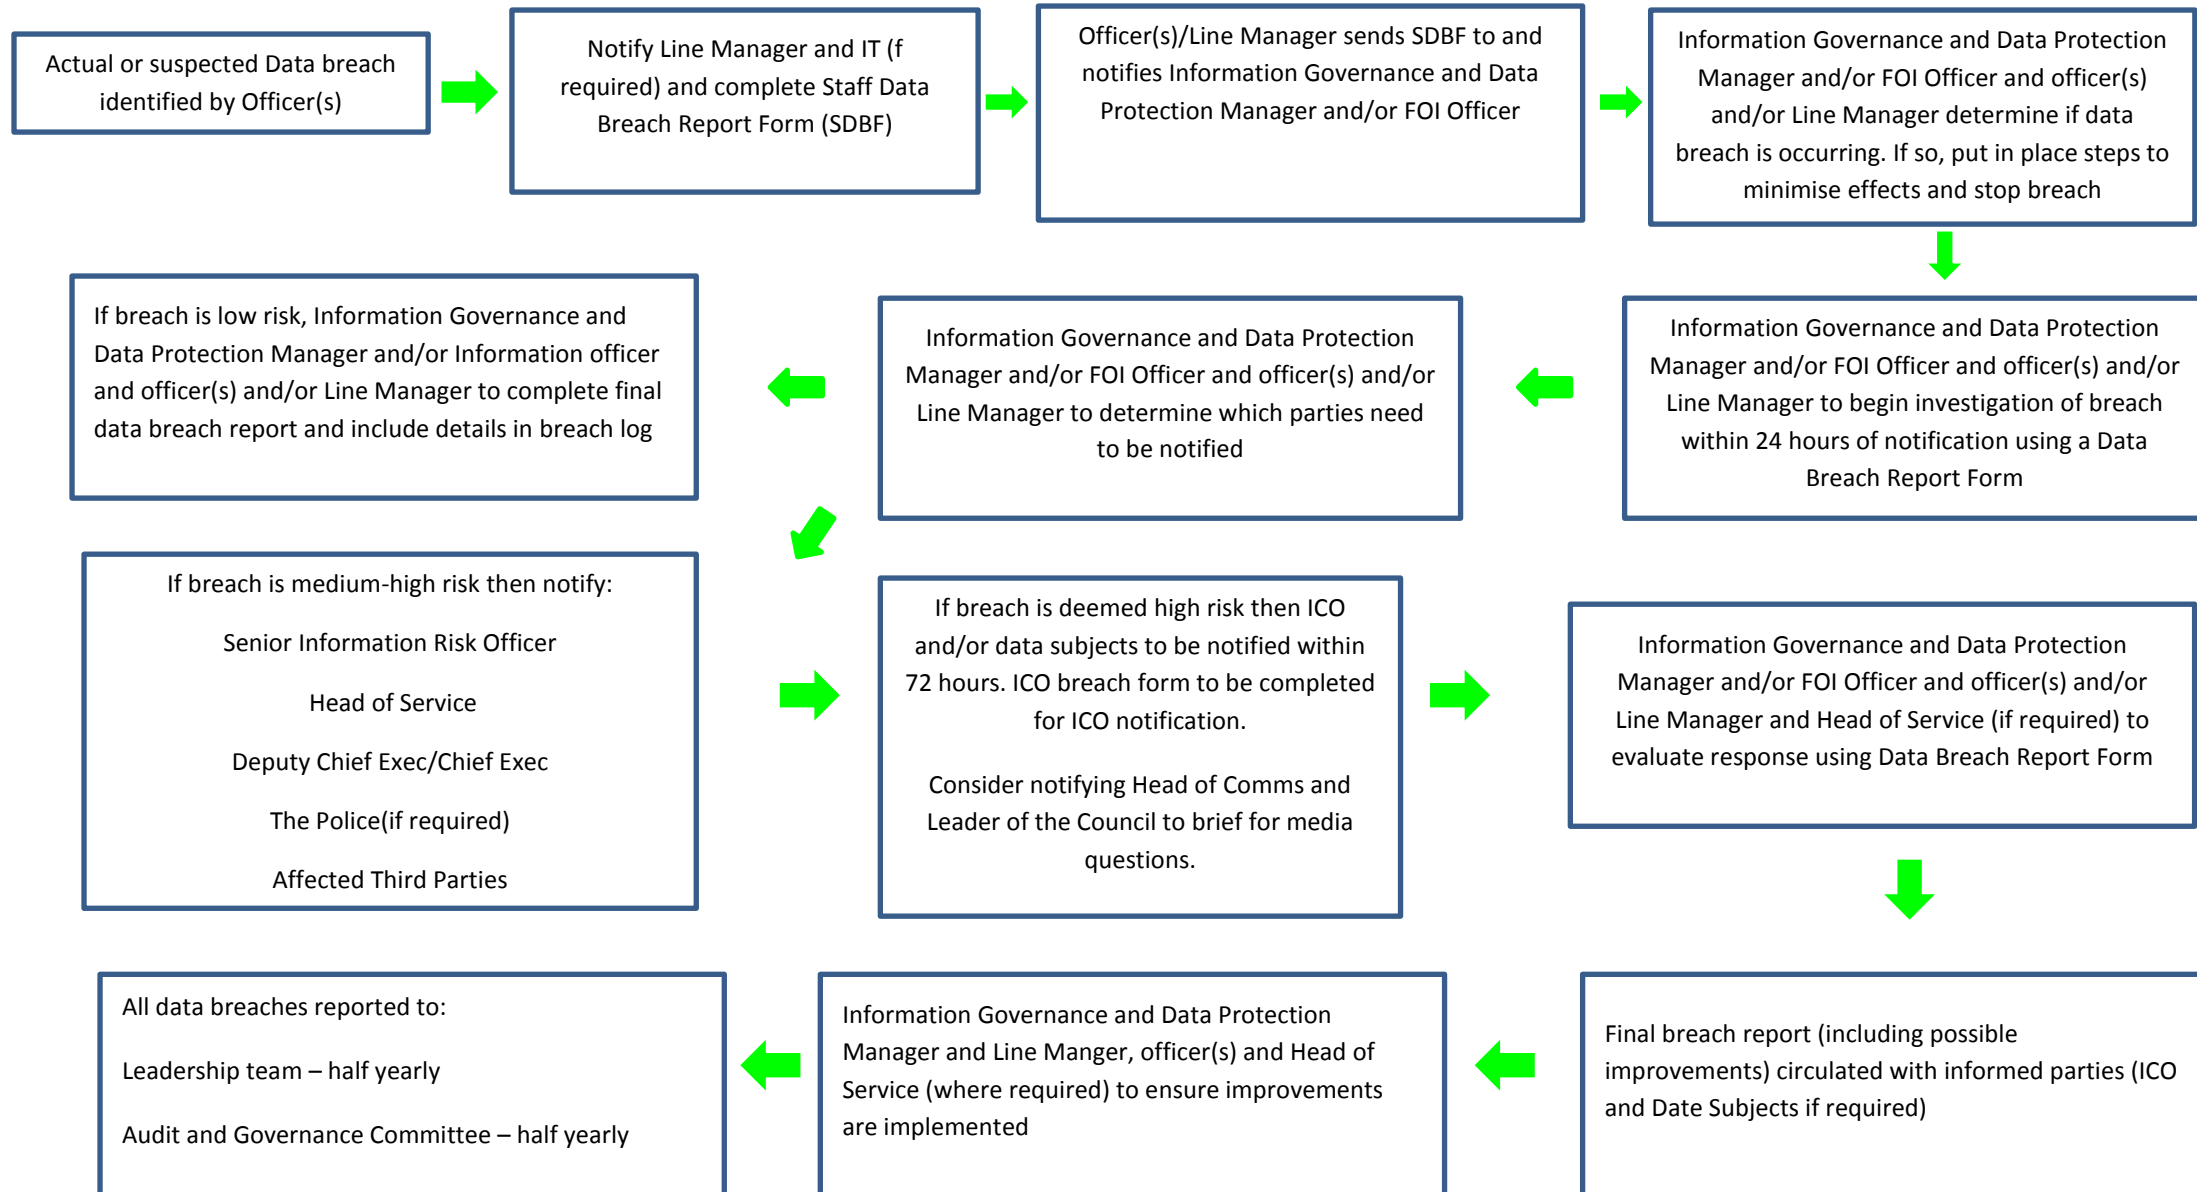 Actual or suspected Data breach
identified by Officer(s)
Notify Line Manager and IT (f
required) and complete Staff Data
Breach Report Form (SDBF)
Officer(s)/Line Manager sends SDBF to and
notifies Information Governance and Data
Protection Manager and/or FOI Officer
Information Governance and Data Protection
Manager and/or FOI Officer and officer(s)
and/or Line Manager determine if data
breach is occurring. If so, put in place steps to
minimise effects and stop breach
Information Governance and Data Protection
Manager and/or FOI Officer and officer(s) and/or
Line Manager to begin investigation of breach
within 24 hours of notification using a Data
Breach Report Form
Information Governance and Data Protection
Manager and/or FOI Officer and officer(s) and/or
Line Manager to determine which parties need
to be notified
If breach is low risk, Information Governance and
Data Protection Manager and/or Information officer
and officer(s) and/or Line Manager to complete final
data breach report and include details in breach log
If breach is medium-high risk then notify:
Senior Information Risk Officer
Head of Service
Deputy Chief Exec/Chief Exec
The Police(if required)
Affected Third Parties
If breach is deemed high risk then ICO
and/or data subjects to be notified within
72 hours. ICO breach form to be completed
for ICO notification.
Consider notifying Head of Comms and
Leader of the Council to brief for media
questions.
Information Governance and Data Protection
Manager and/or FOI Officer and officer(s) and/or
Line Manager and Head of Service (if required) to
evaluate response using Data Breach Report Form
Final breach report (including possible
improvements) circulated with informed parties (ICO
and Date Subjects if required)
Information Governance and Data Protection
Manager and Line Manger, officer(s) and Head of
Service (where required) to ensure improvements
are implemented
All data breaches reported to:
Leadership team – half yearly
Audit and Governance Committee – half yearly